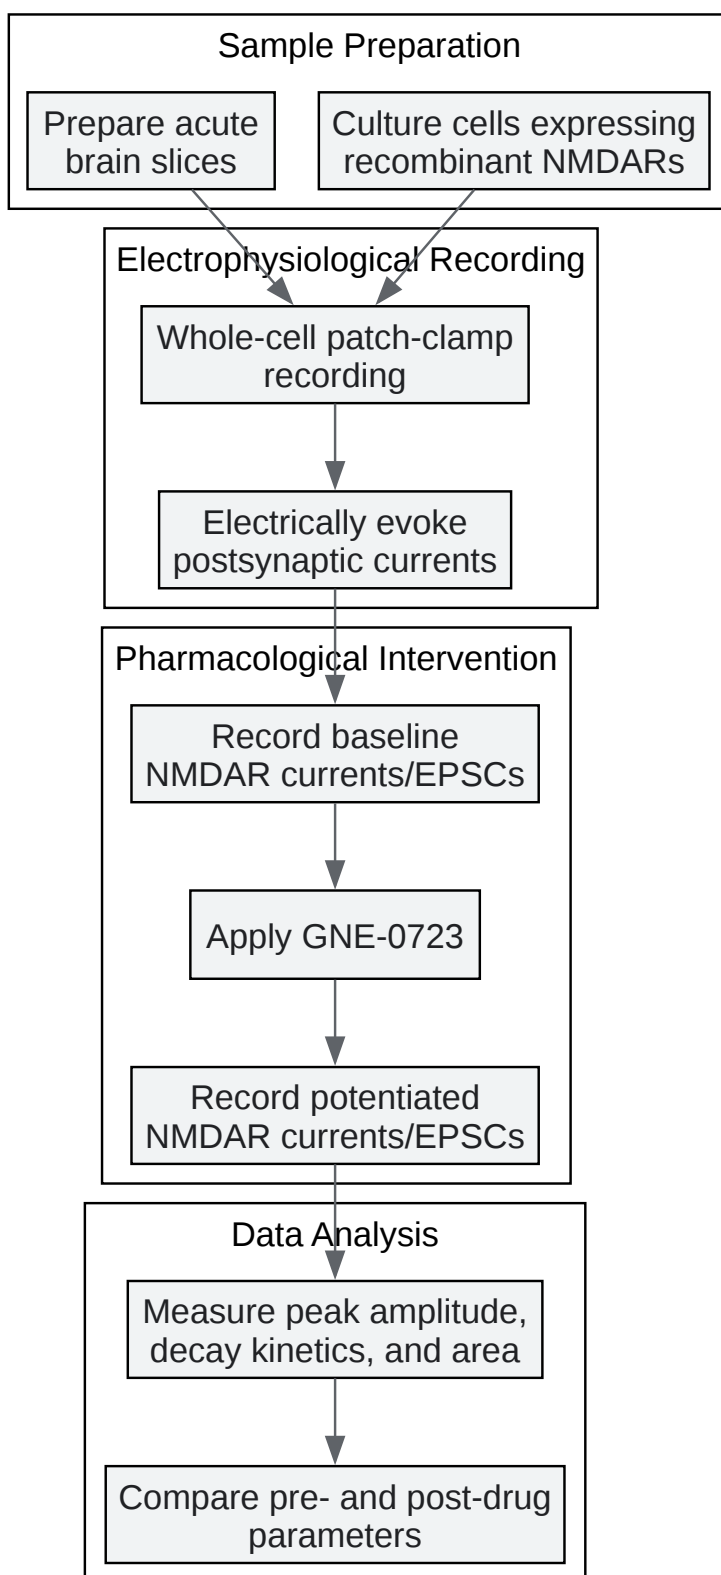 Sample Preparation
Prepare acute
brain slices
Culture cells expressing
recombinant NMDARs
Electrophysiological Recording
Whole-cell patch-clamp
recording
Electrically evoke
postsynaptic currents
Pharmacological Intervention
Record baseline
NMDAR currents/EPSCs
Apply GNE-0723
Record potentiated
NMDAR currents/EPSCs
Data Analysis
Measure peak amplitude,
decay kinetics, and area
Compare pre- and post-drug
parameters